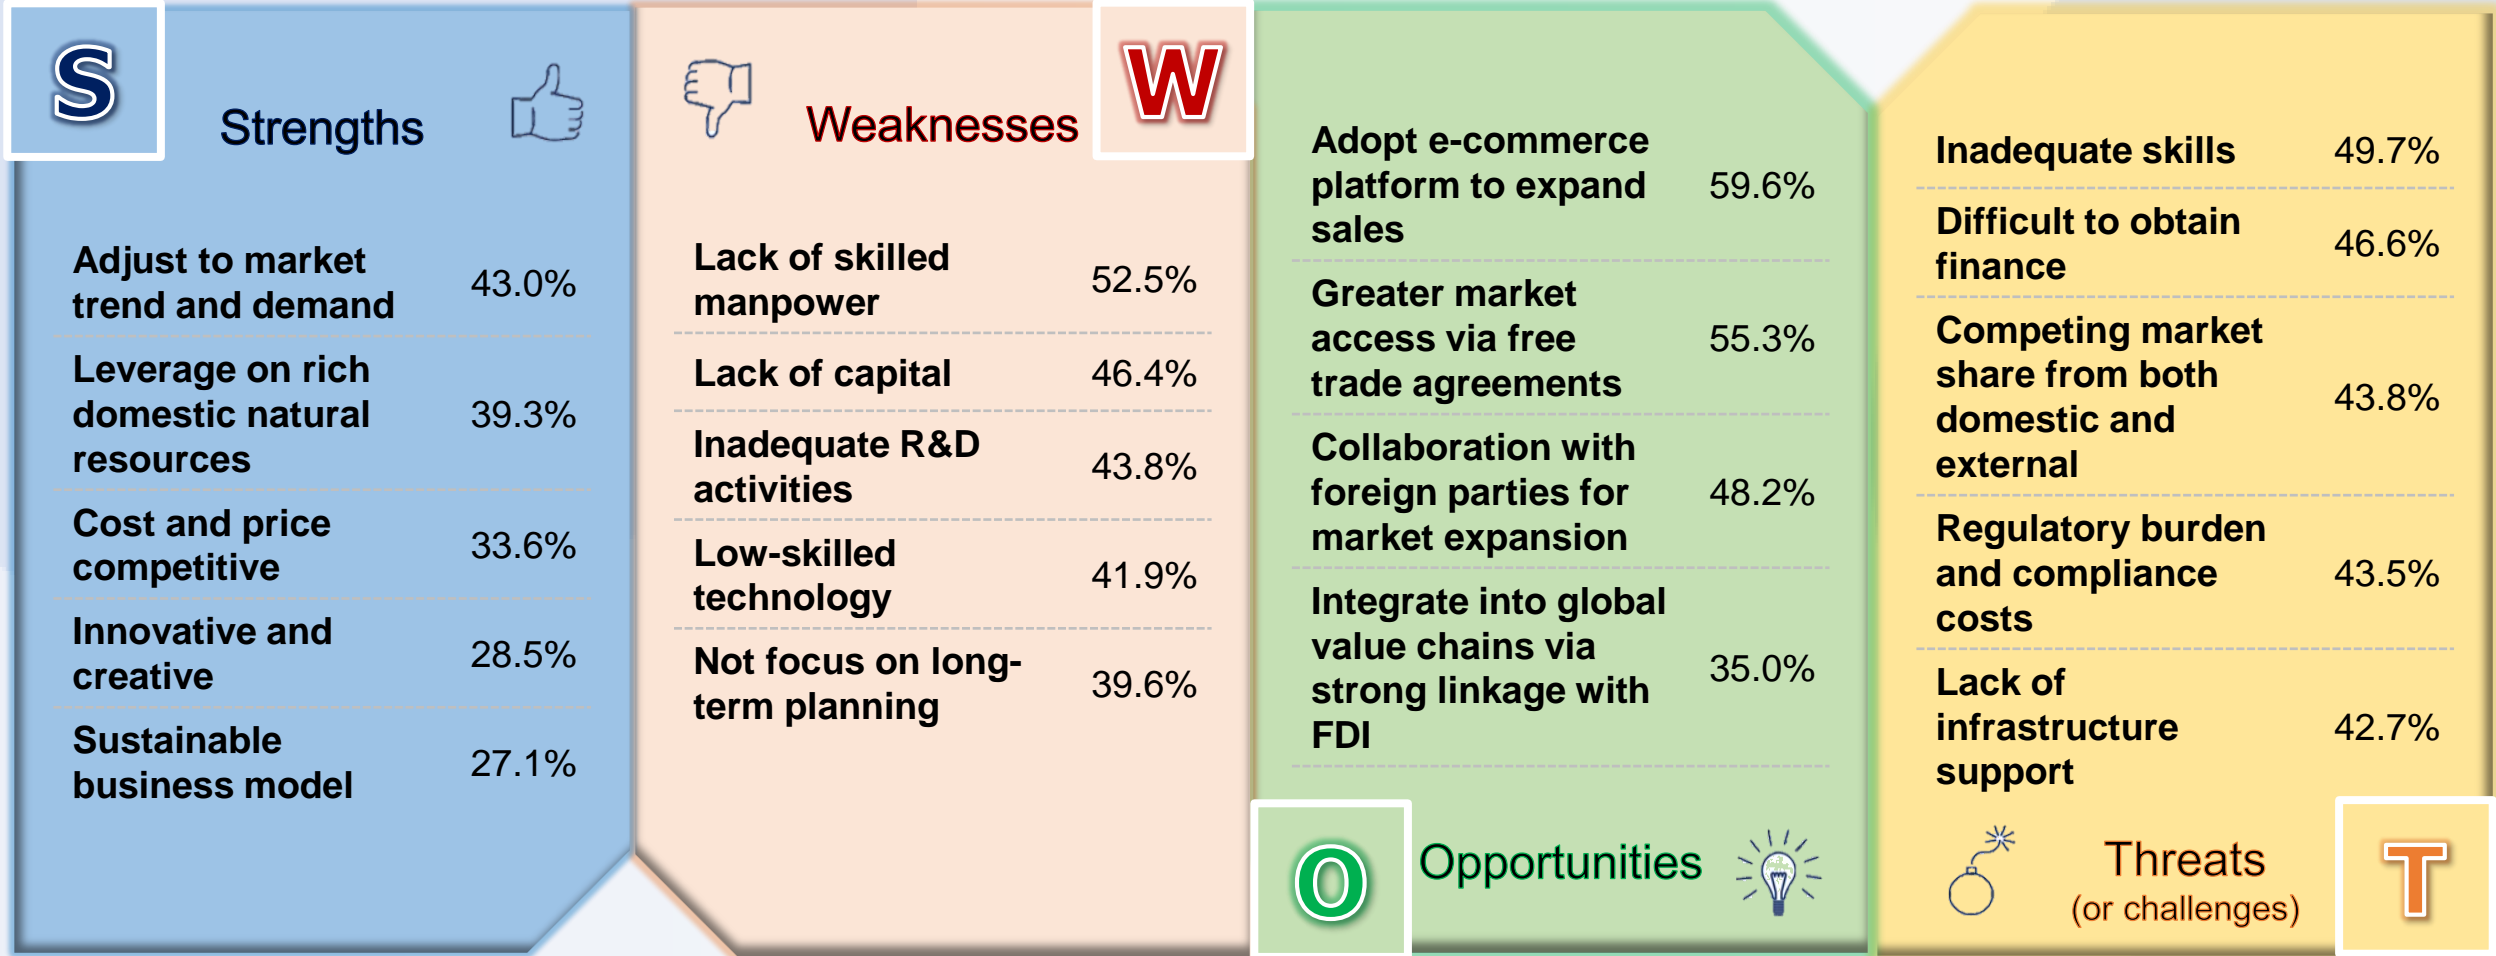 S
Strengths
Adjust to market
trend and demand
43.0%
Leverage on rich
domestic natural
resources
39.3%
Cost and price
competitive
33.6%
Innovative and
creative
28.5%
Sustainable
business model
27.1%
Weaknesses
W
Lack of skilled
manpower
52.5%
Lack of capital
46.4%
Inadequate R&D
activities
43.8%
Low-skilled
technology
41.9%
Not focus on long-
term planning
39.6%
Adopt e-commerce
platform to expand
sales
59.6%
Greater market
access via free
trade agreements
55.3%
Collaboration with
foreign parties for
market expansion
48.2%
Integrate into global
value chains via
strong linkage with
FDI
35.0%
O
Opportunities
Inadequate skills
49.7%
Difficult to obtain
finance
46.6%
Competing market
share from both
domestic and
external
43.8%
Regulatory burden
and compliance
costs
43.5%
Lack of
infrastructure
support
42.7%
Threats
(or challenges)
T